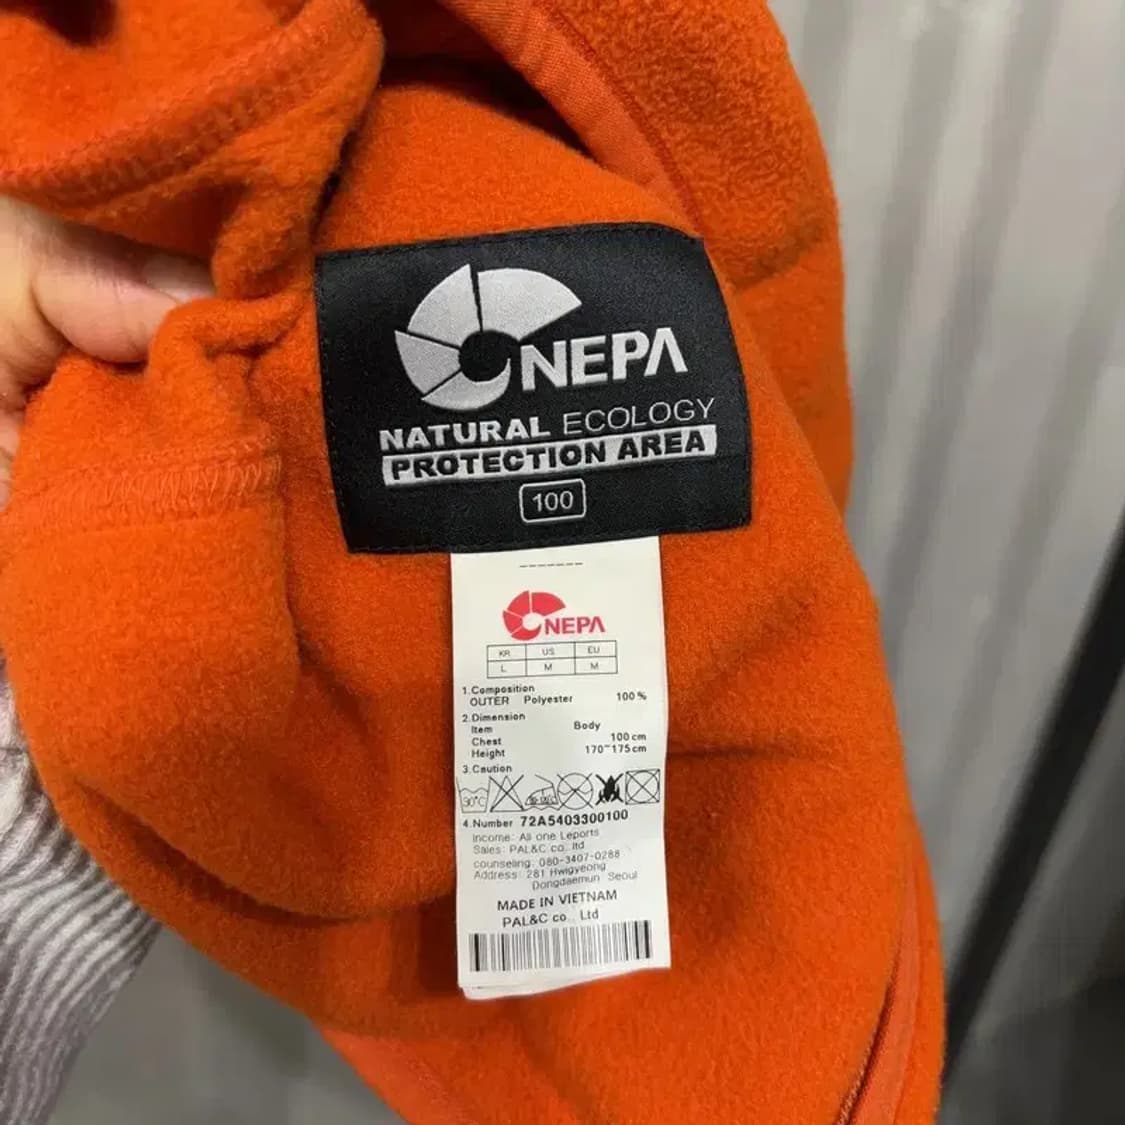 NEPA
NATURAL ECOLOGY
PROTECTION AREA
100
NEPA
KR US EU
L M M
1.Composition
OUTER Polyester 100%
2.Dimension
Item Body
Chest 100cm
Height 170~175cm
3.Caution
30°C
4.Number 72A5403300100
Income: All one Leports
Sales: PAL&C co. ltd
counseling: 080-3407-0288
Address: 281 Hwigyeong
Dongdaemun Seoul
MADE IN VIETNAM
PAL&C co., Ltd